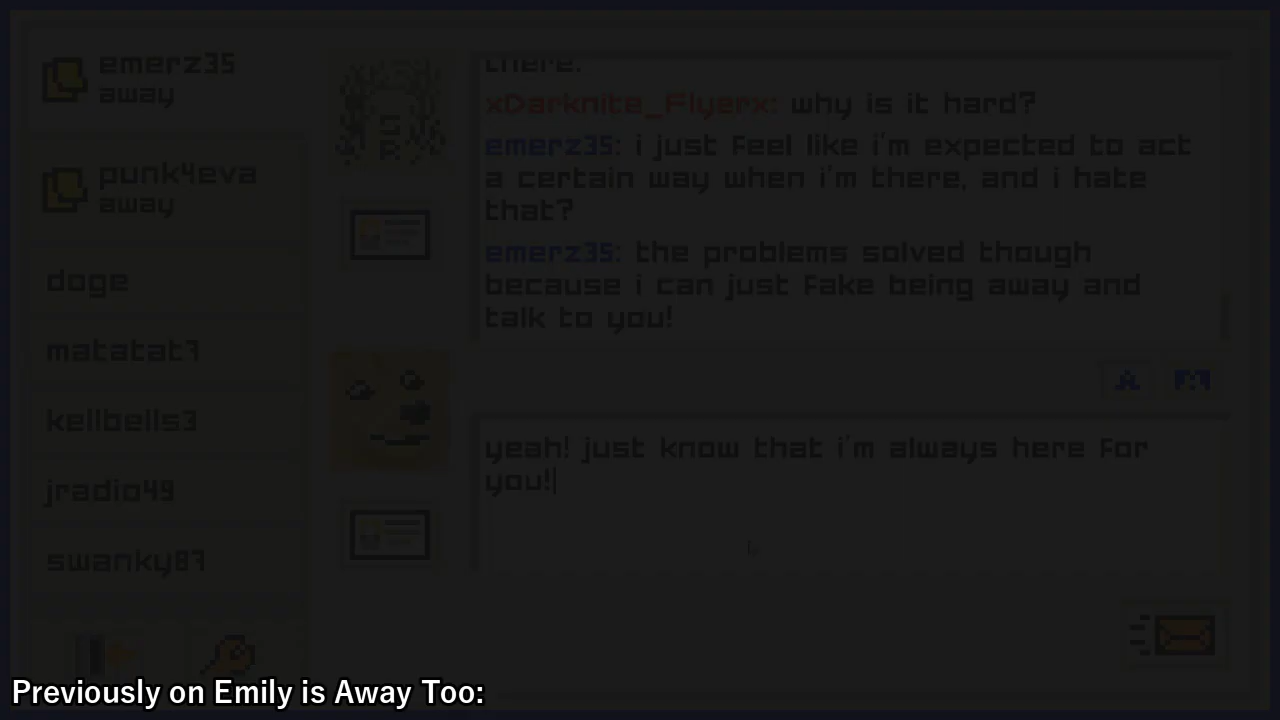 emerz35
away
punk4eva
away
doge
matatat7
kellbells3
jradio49
swanky87
there.
xDarknite_Flyerx: why is it hard?
emerz35: i just feel like i'm expected to act
a certain way when i'm there, and i hate
that?
emerz35: the problems solved though
because i can just fake being away and
talk to you!
A M
yeah! just know that i'm always here for
you!
Previously on Emily is Away Too: